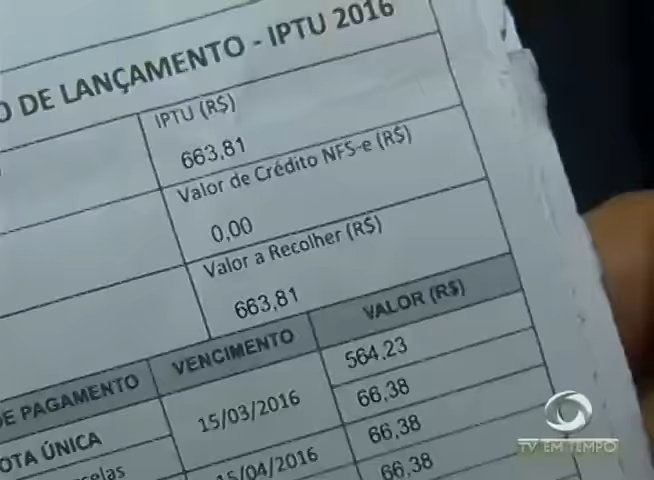 O DE LANÇAMENTO - IPTU 2016
IPTU (R$)
663,81
Valor de Crédito NFS-e (R$)
0,00
Valor a Recolher (R$)
663,81
DE PAGAMENTO VENCIMENTO VALOR (R$)
OTA ÚNICA 15/03/2016 564,23
66,38
elas 15/04/2016 66,38
66,38
TV EM TEMPO